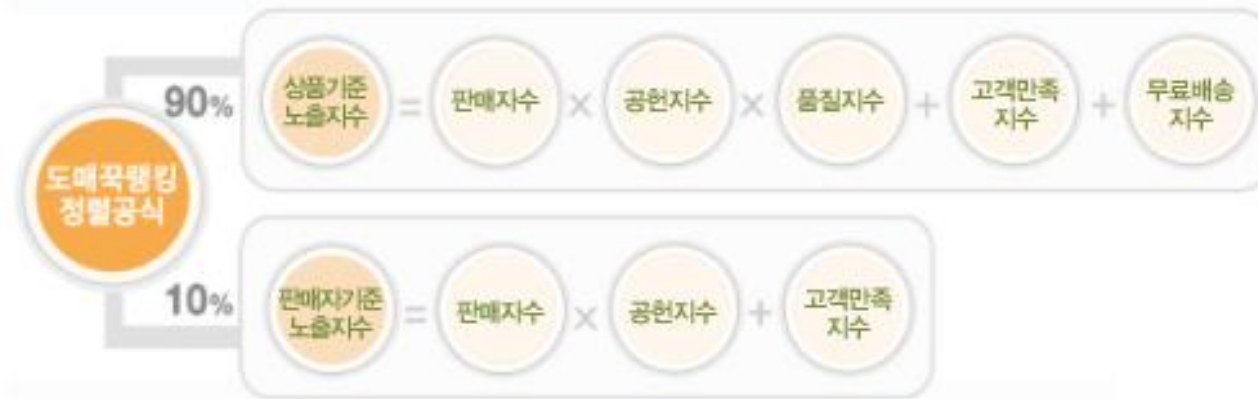 90%
상품기준
노출지수
=
판매지수
×
공헌지수
×
품질지수
+
고객만족
지수
+
무료배송
지수
도매꾹랭킹
정렬공식
10%
판매자기준
노출지수
=
판매지수
×
공헌지수
+
고객만족
지수